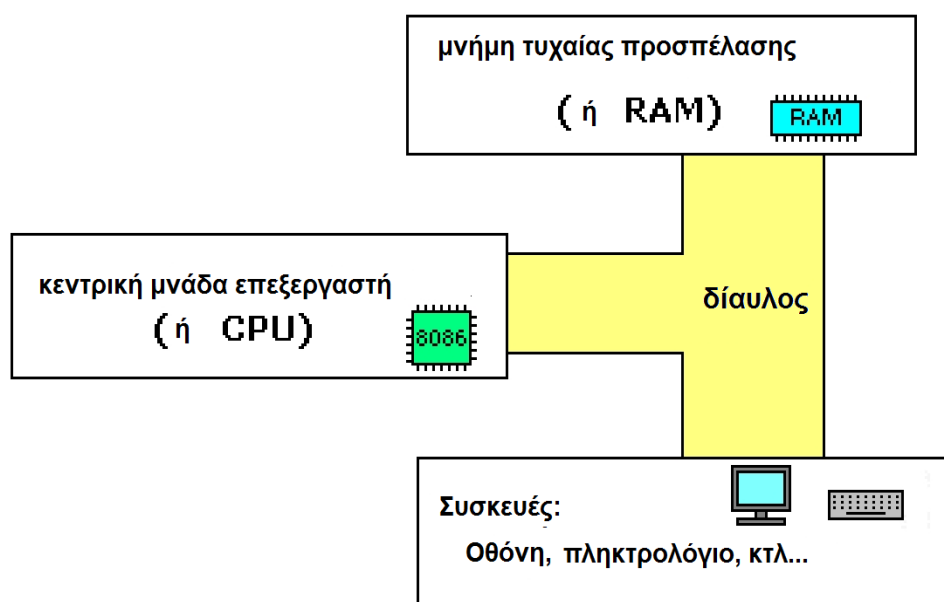 μνήμη τυχαίας προσπέλασης
(ή RAM)
RAM
κεντρική μνάδα επεξεργαστή
(ή CPU)
8086
δίαυλος
Συσκευές:
Οθόνη, πληκτρολόγιο, κτλ...